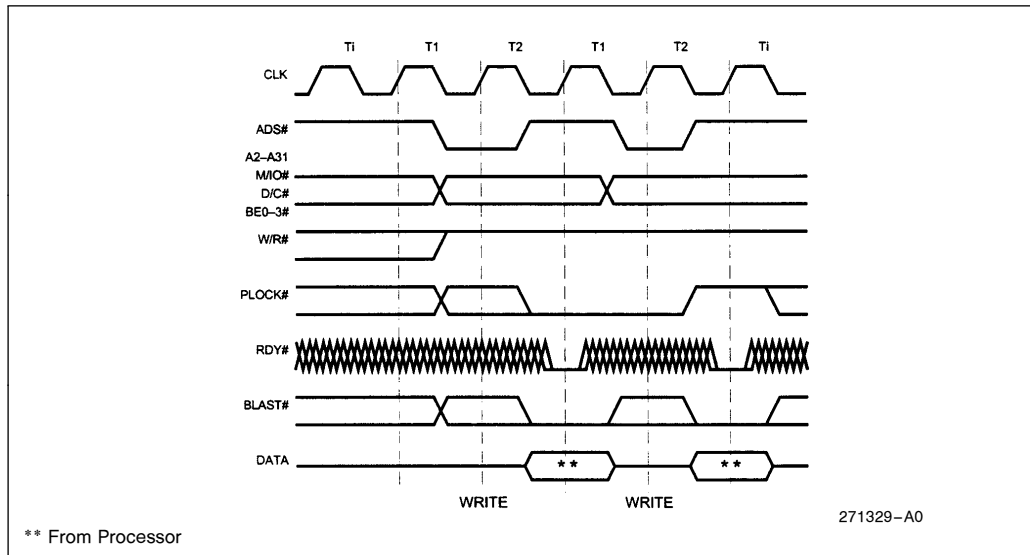 Ti T1 T2 T1 T2 Ti
CLK
ADS#
A2–A31
M/IO#
D/C#
BE0–3#
W/R#
PLOCK#
RDY#
BLAST#
DATA ** **
WRITE WRITE
271329–A0
** From Processor